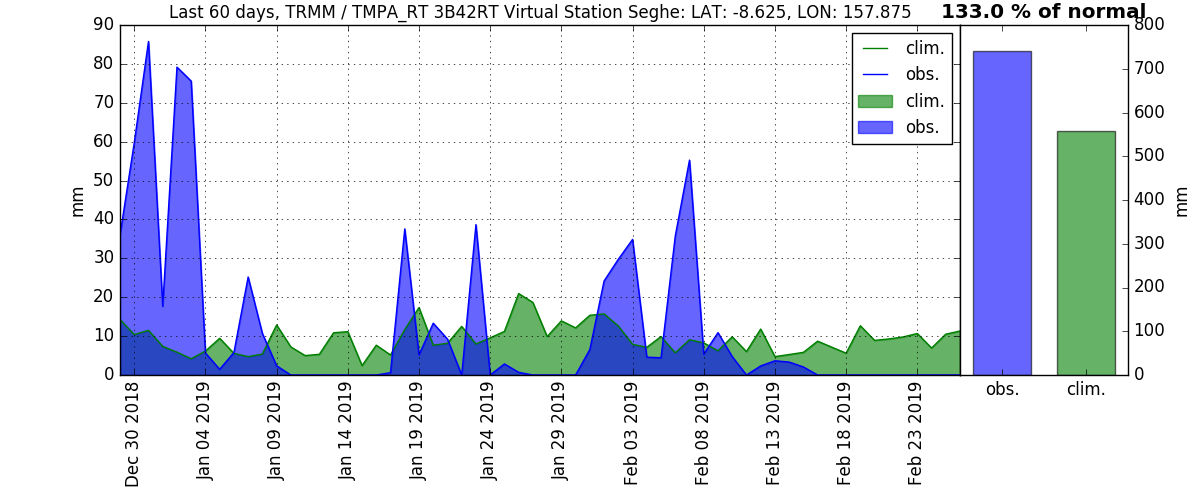 Last 60 days, TRMM / TMPA_RT 3B42RT Virtual Station Seghe: LAT: -8.625, LON: 157.875
133.0 % of normal
90
80
70
60
50
40
30
20
10
0
mm
clim.
obs.
clim.
obs.
Dec 30 2018
Jan 04 2019
Jan 09 2019
Jan 14 2019
Jan 19 2019
Jan 24 2019
Jan 29 2019
Feb 03 2019
Feb 08 2019
Feb 13 2019
Feb 18 2019
Feb 23 2019
800
700
600
500
400
300
200
100
0
mm
obs.
clim.